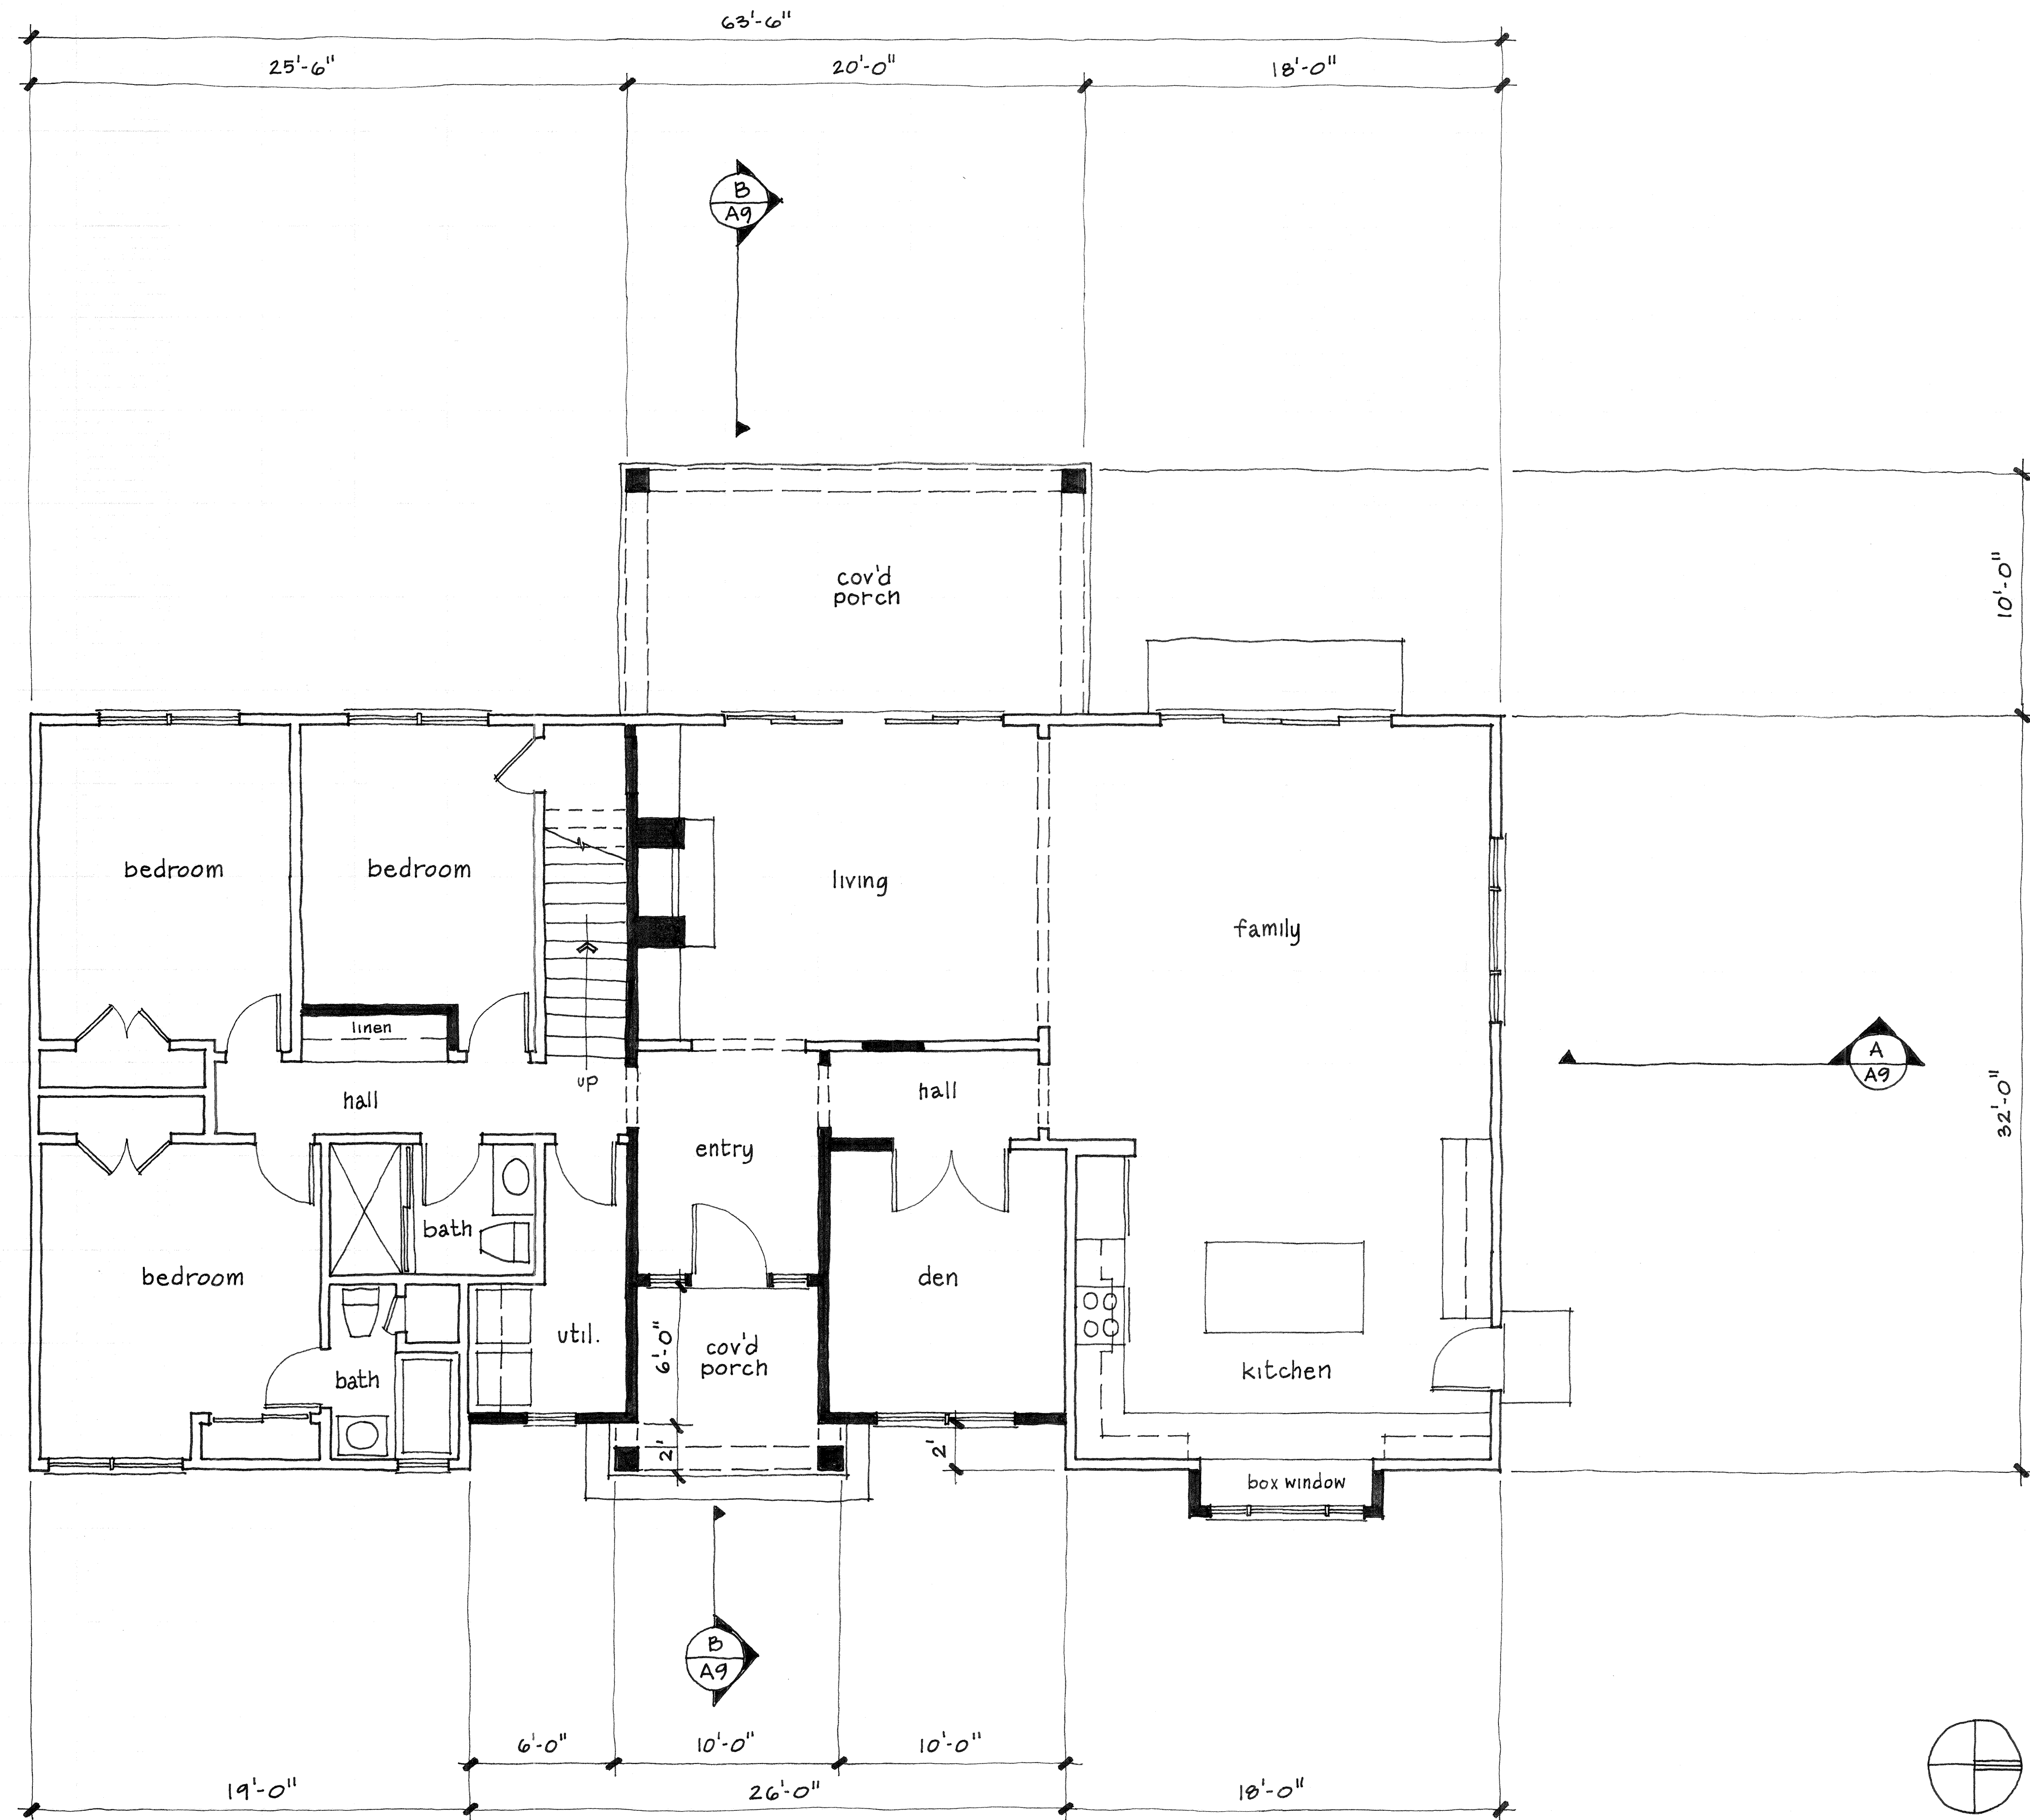 63'-6"
25'-6"
20'-0"
18'-0"
B
A9
cov'd
porch
10'-0"
bedroom
bedroom
living
family
linen
up
hall
hall
A
A9
32'-0"
entry
bath
bedroom
den
util.
6'-0"
cov'd
porch
bath
kitchen
2'
2'
box window
B
A9
6'-0"
10'-0"
10'-0"
19'-0"
26'-0"
18'-0"